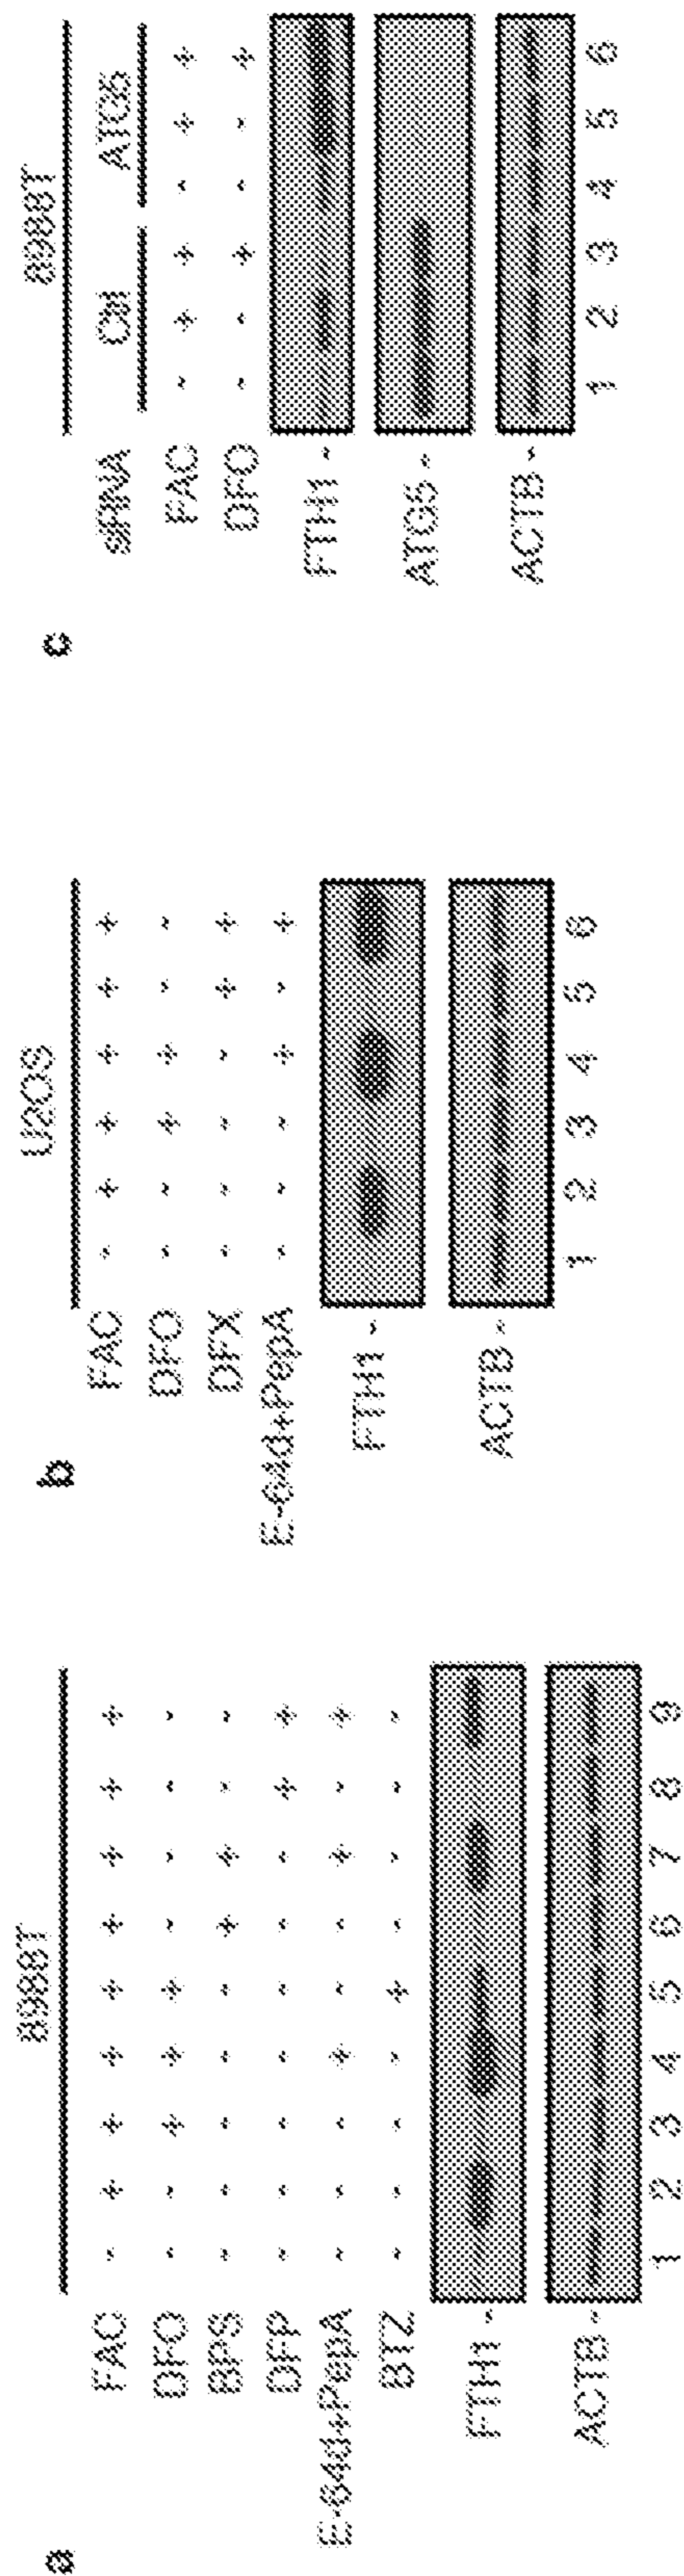 a
8988T
FAC - + + + + + + + +
DFO - - + + + - - - -
BPS - - - - - + + - -
DFP - - - - - - - + +
E-64d+PepA - - - + - - + - +
BTZ - - - - + - - - -
FTH1 -
ACTB -
1 2 3 4 5 6 7 8 9
b
U2OS
FAC - + + + + +
DFO - - + + - -
DFX - - - - + +
E-64d+PepA - - - + - +
FTH1 -
ACTB -
1 2 3 4 5 6
c
8988T
siRNA Ctrl ATG5
FAC - + + - + +
DFO - - + - - +
FTH1 -
ATG5 -
ACTB -
1 2 3 4 5 6